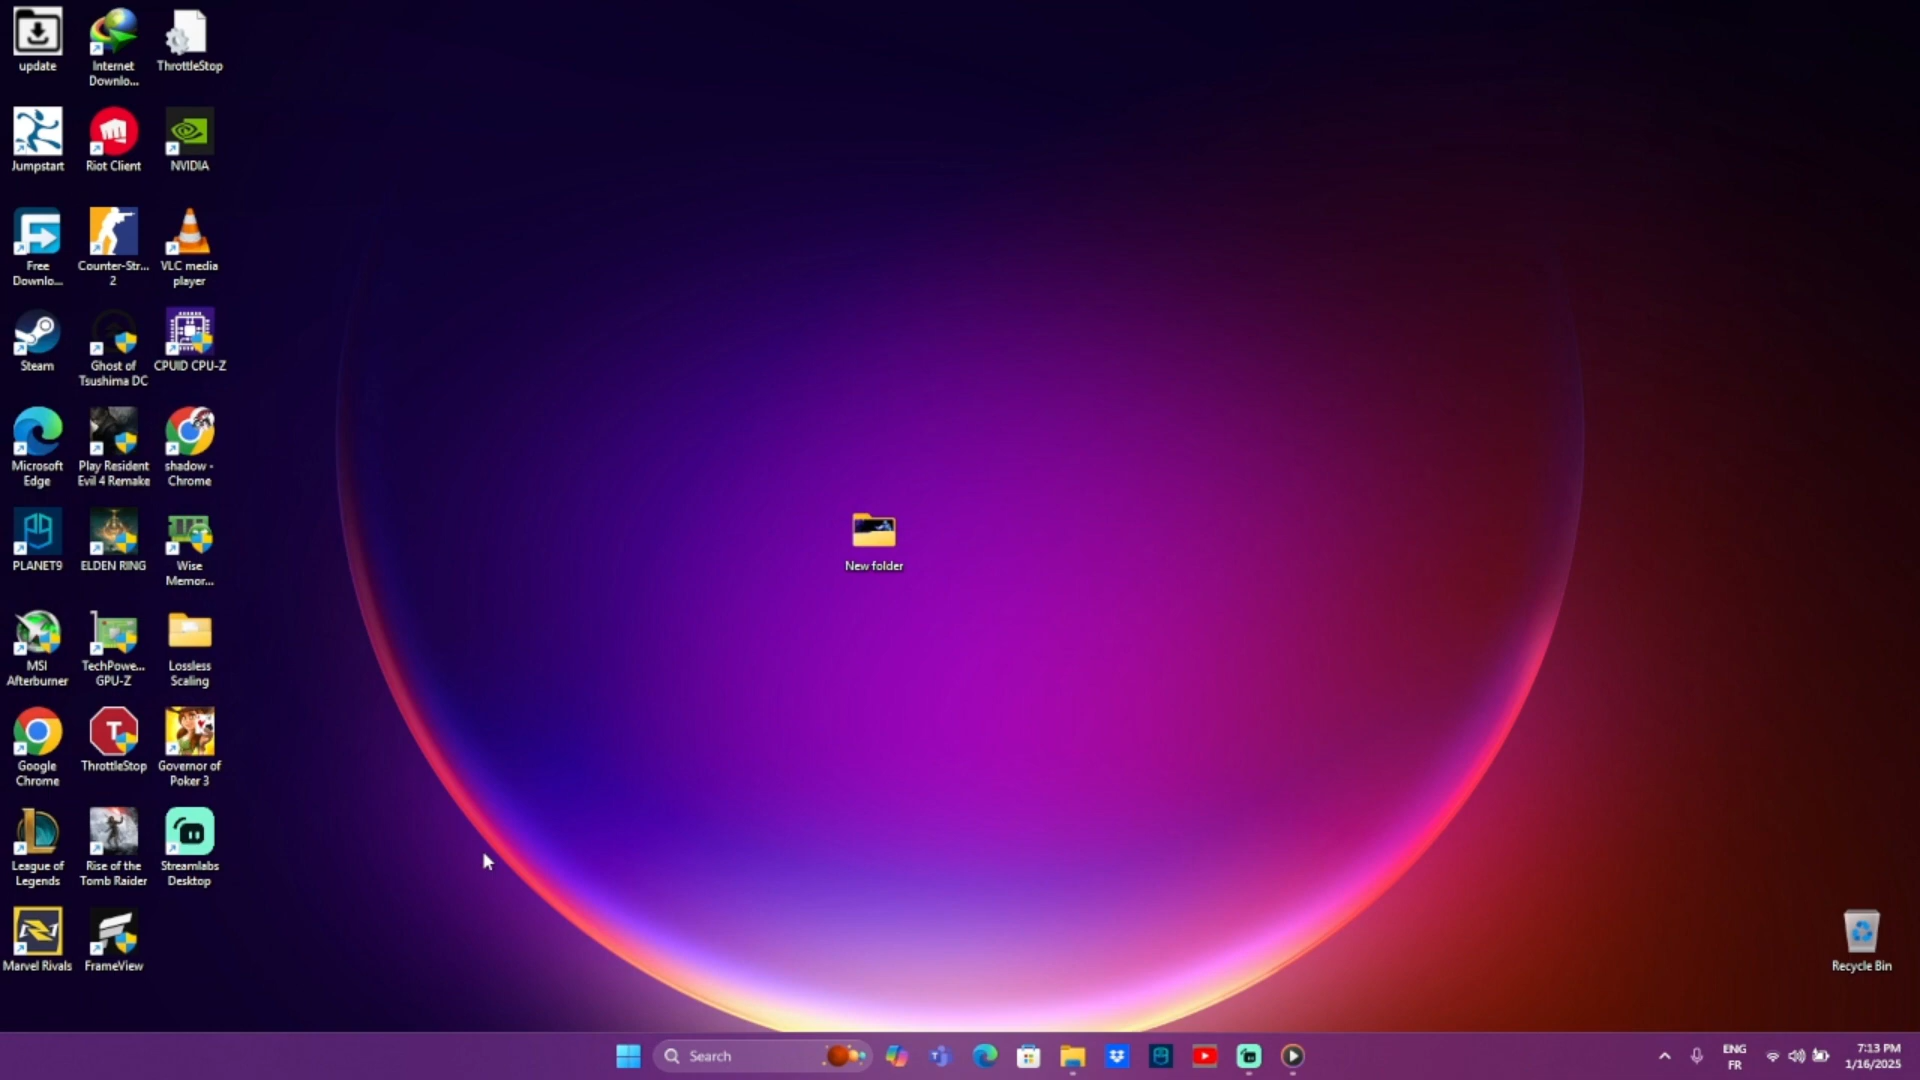 update
Internet
Downlo...
ThrottleStop
Jumpstart
Riot Client
NVIDIA
Free
Downlo...
Counter-Str...
2
VLC media
player
Steam
Ghost of
Tsushima DC
CPUID CPU-Z
Microsoft
Edge
Play Resident
Evil 4 Remake
shadow -
Chrome
PLANET9
ELDEN RING
Wise
Memor...
New folder
MSI
Afterburner
TechPowe...
GPU-Z
Lossless
Scaling
Google
Chrome
ThrottleStop
Governor of
Poker 3
League of
Legends
Rise of the
Tomb Raider
Streamlabs
Desktop
Marvel Rivals
FrameView
Recycle Bin
Search
ENG
FR
7:13 PM
1/16/2025